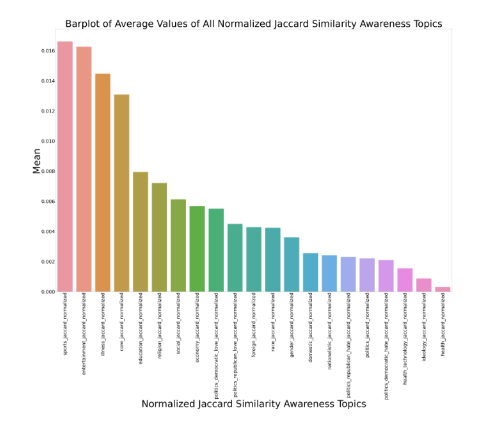 Barplot of Average Values of All Normalized Jaccard Similarity Awareness Topics
0.016
0.014
0.012
0.010
0.008
0.006
0.004
0.002
0.000
Mean
sports_jaccard_normalized
entertainment_jaccard_normalized
illness_jaccard_normalized
core_jaccard_normalized
education_jaccard_normalized
religion_jaccard_normalized
social_jaccard_normalized
economy_jaccard_normalized
politics_democratic_love_jaccard_normalized
politics_republican_love_jaccard_normalized
foreign_jaccard_normalized
race_jaccard_normalized
gender_jaccard_normalized
domestic_jaccard_normalized
nationalistic_jaccard_normalized
politics_republican_hate_jaccard_normalized
politics_jaccard_normalized
politics_democratic_hate_jaccard_normalized
health_technology_jaccard_normalized
ideology_jaccard_normalized
health_jaccard_normalized
Normalized Jaccard Similarity Awareness Topics